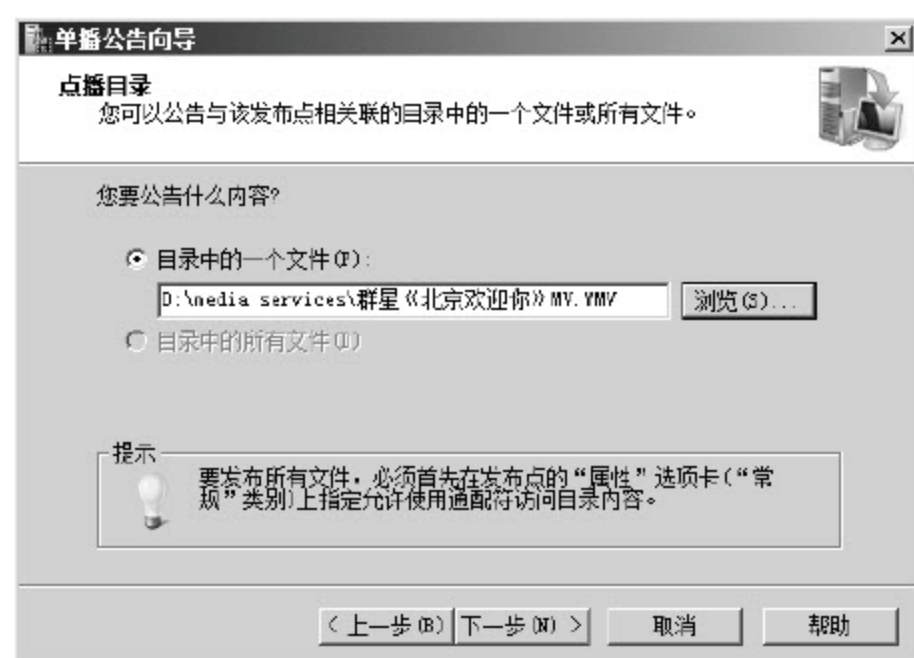 单播公告向导
点播目录
您可以公告与该发布点相关联的目录中的一个文件或所有文件。
您要公告什么内容?
目录中的一个文件(F):
D:\media services\群星《北京欢迎你》MV.WMV
浏览(S)...
目录中的所有文件(I)
提示
要发布所有文件，必须首先在发布点的“属性”选项卡(“常
规”类别)上指定允许使用通配符访问目录内容。
< 上一步(B) 下一步(N) > 取消 帮助